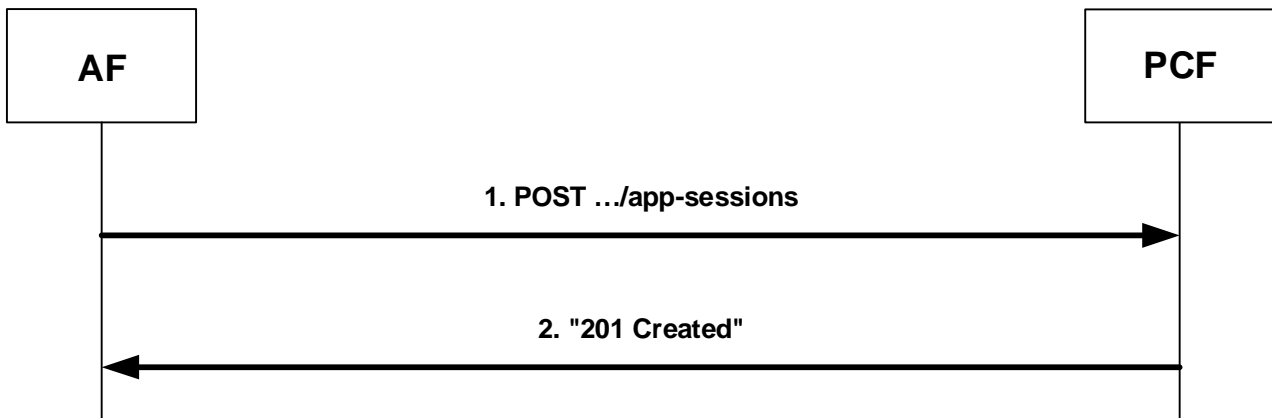 AF
PCF
1. POST …/app-sessions
2. "201 Created"